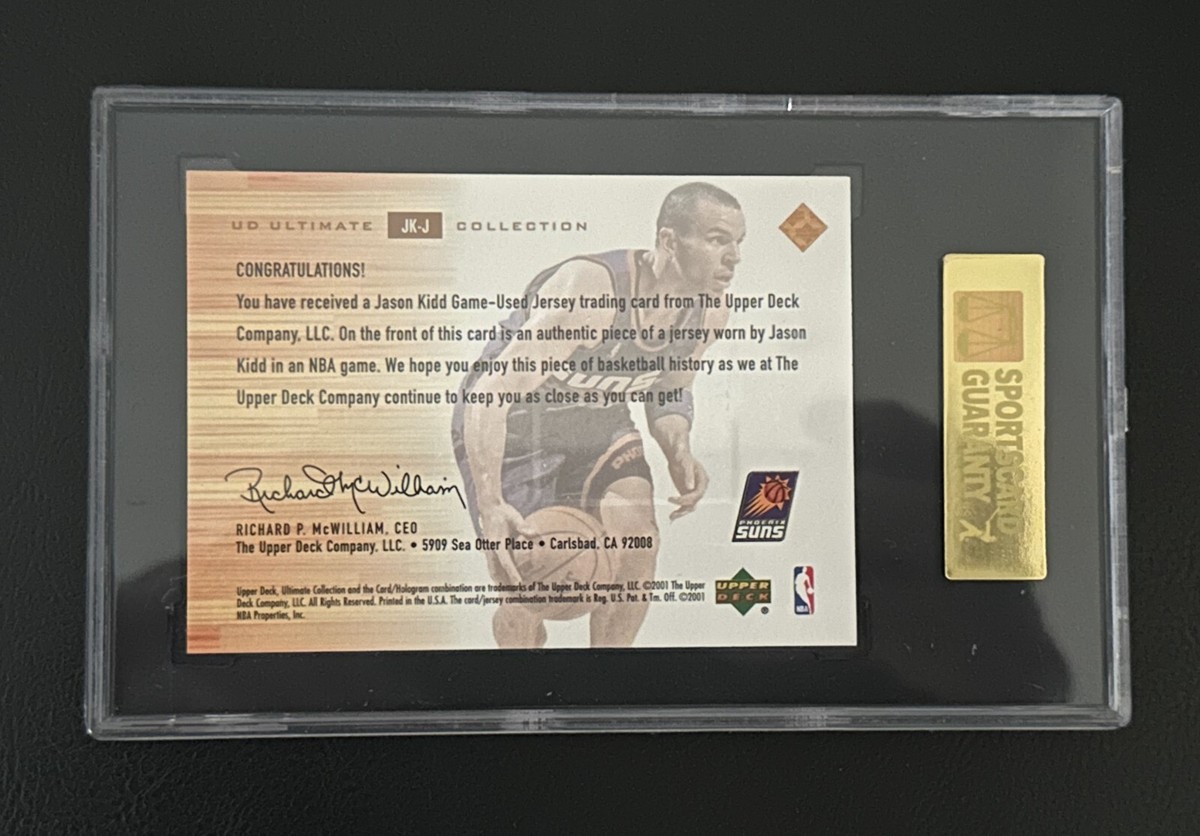 UD ULTIMATE JK-J COLLECTION
CONGRATULATIONS!
You have received a Jason Kidd Game-Used Jersey trading card from The Upper Deck
Company, LLC. On the front of this card is an authentic piece of a jersey worn by Jason
Kidd in an NBA game. We hope you enjoy this piece of basketball history as we at The
Upper Deck Company continue to keep you as close as you can get!
Richard P. McWilliam
RICHARD P. McWILLIAM, CEO
The Upper Deck Company, LLC. • 5909 Sea Otter Place • Carlsbad, CA 92008
Upper Deck, Ultimate Collection and the Card/Hologram combination are trademarks of The Upper Deck Company, LLC. ©2001 The Upper
Deck Company, LLC. All Rights Reserved. Printed in the U.S.A. The card/jersey combination trademark is Reg. U.S. Pat. & Tm. Off. ©2001
NBA Properties, Inc.
SUNS
PHOENIX
SUNS
UPPER
DECK
®
NBA
SPORTSCARD
GUARANTY